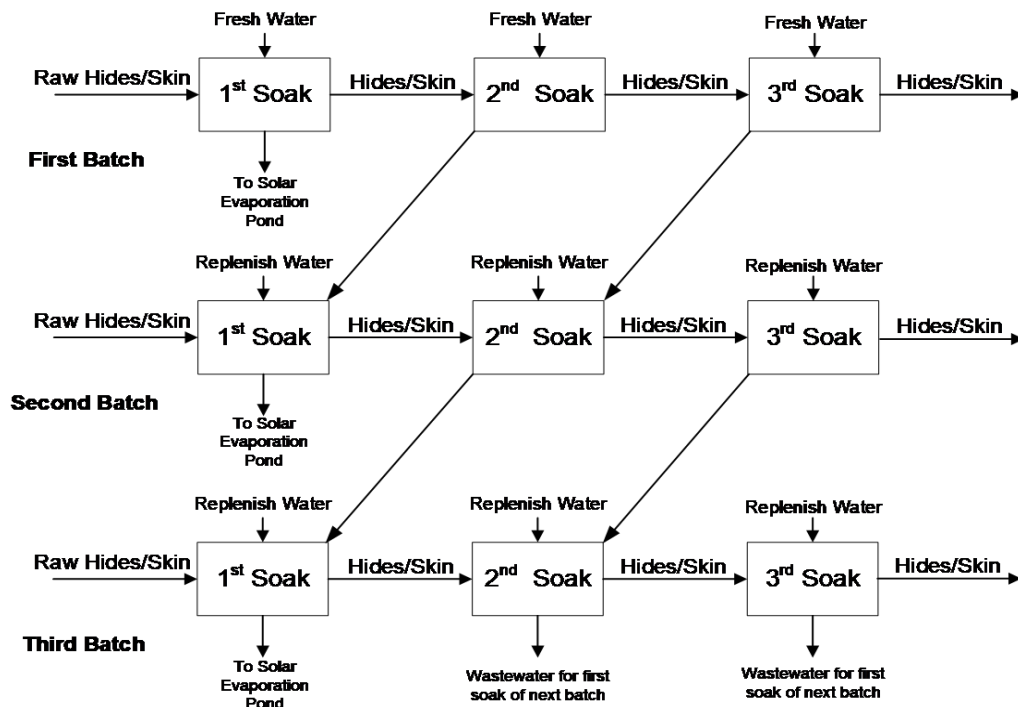 Fresh Water
Fresh Water
Fresh Water
Raw Hides/Skin
1st Soak
Hides/Skin
2nd Soak
Hides/Skin
3rd Soak
Hides/Skin
First Batch
To Solar
Evaporation
Pond
Replenish Water
Replenish Water
Replenish Water
Raw Hides/Skin
1st Soak
Hides/Skin
2nd Soak
Hides/Skin
3rd Soak
Hides/Skin
Second Batch
To Solar
Evaporation
Pond
Replenish Water
Replenish Water
Replenish Water
Raw Hides/Skin
1st Soak
Hides/Skin
2nd Soak
Hides/Skin
3rd Soak
Hides/Skin
Third Batch
To Solar
Evaporation
Pond
Wastewater for first
soak of next batch
Wastewater for first
soak of next batch